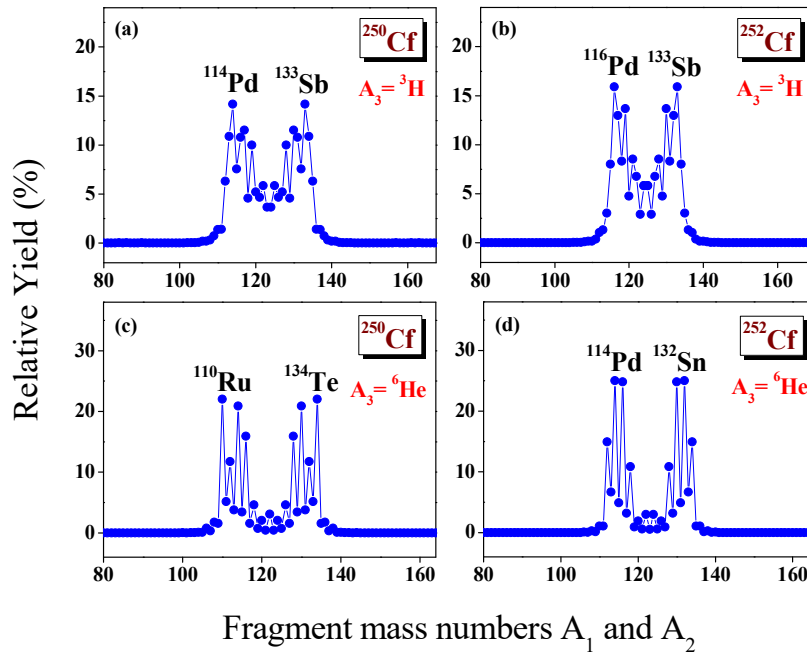 Relative Yield (%)
(a)
²⁵⁰Cf
A₃= ³H
¹¹⁴Pd
¹³³Sb
20
15
10
5
0
80 100 120 140 160
(b)
²⁵²Cf
A₃= ³H
¹¹⁶Pd
¹³³Sb
20
15
10
5
0
80 100 120 140 160
(c)
²⁵⁰Cf
A₃= ⁶He
¹¹⁰Ru
¹³⁴Te
30
20
10
0
80 100 120 140 160
(d)
²⁵²Cf
A₃= ⁶He
¹¹⁴Pd
¹³²Sn
30
20
10
0
80 100 120 140 160
Fragment mass numbers A₁ and A₂